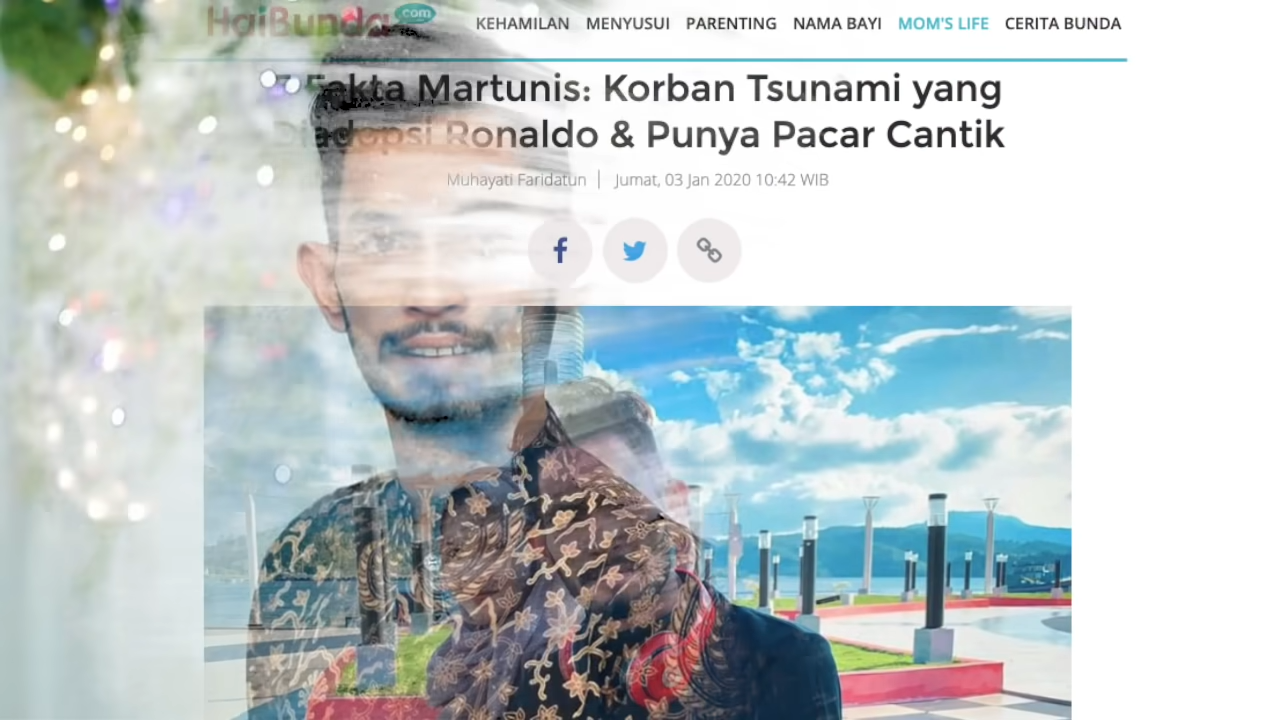 HaiBunda com
KEHAMILAN MENYUSUI PARENTING NAMA BAYI MOM'S LIFE CERITA BUNDA
7 Fakta Martunis: Korban Tsunami yang
Diadopsi Ronaldo & Punya Pacar Cantik
Muhayati Faridatun | Jumat, 03 Jan 2020 10:42 WIB